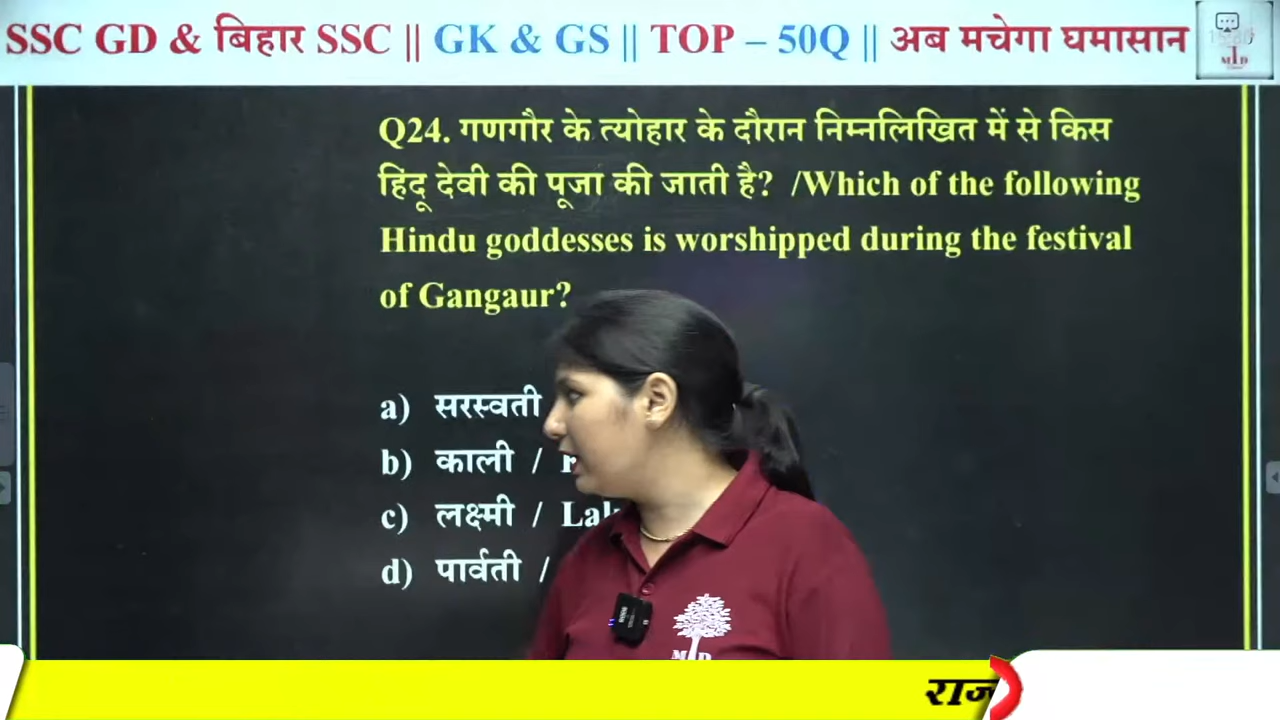 SSC GD & बिहार SSC || GK & GS || TOP – 50Q || अब मचेगा घमासान
Q24. गणगौर के त्योहार के दौरान निम्नलिखित में से किस
हिंदू देवी की पूजा की जाती है? /Which of the following
Hindu goddesses is worshipped during the festival
of Gangaur?
a) सरस्वती
b) काली /
c) लक्ष्मी /
d) पार्वती /